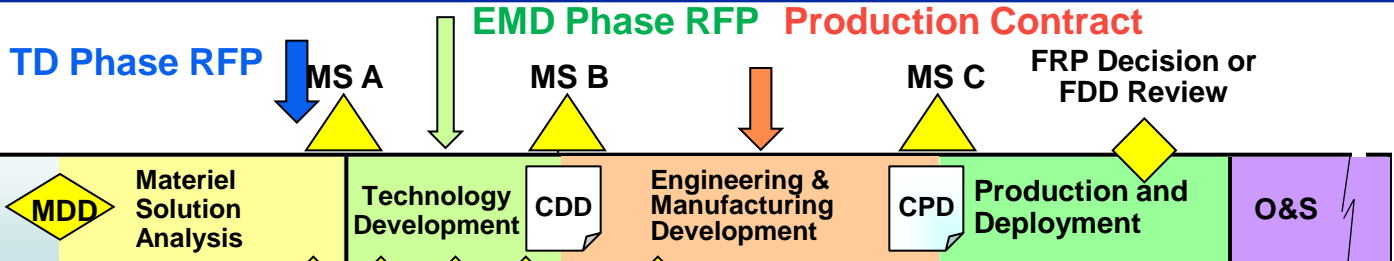 EMD Phase RFP Production Contract
TD Phase RFP
MS A
MS B
MS C
FRP Decision or
FDD Review
MDD
Materiel
Solution
Analysis
Technology
Development
CDD
Engineering &
Manufacturing
Development
CPD
Production and
Deployment
O&S